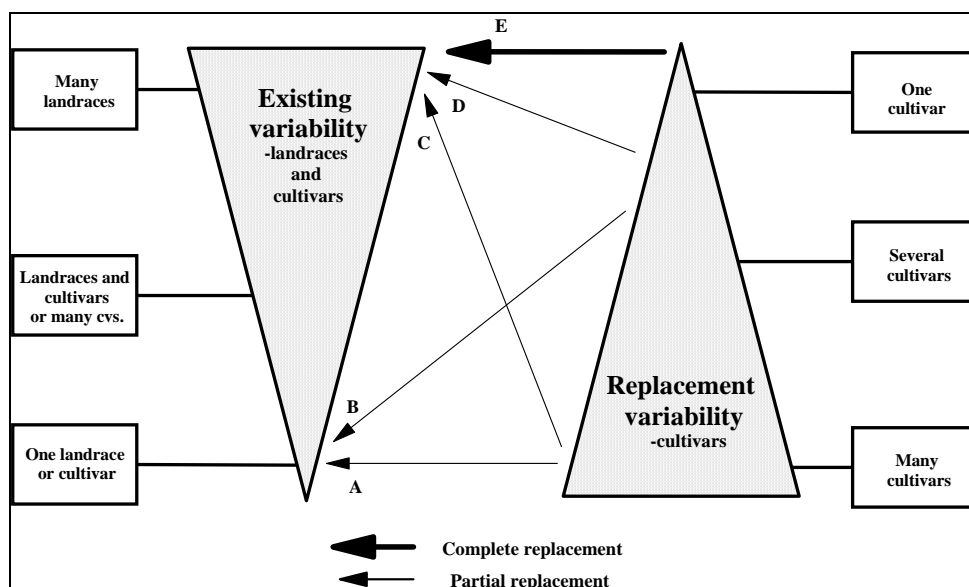 E
Many
landraces
Existing
variability
-landraces
and
cultivars
D
C
One
cultivar
Landraces and
cultivars
or many cvs.
Several
cultivars
Replacement
variability
-cultivars
B
One landrace
or cultivar
A
Many
cultivars
Complete replacement
Partial replacement